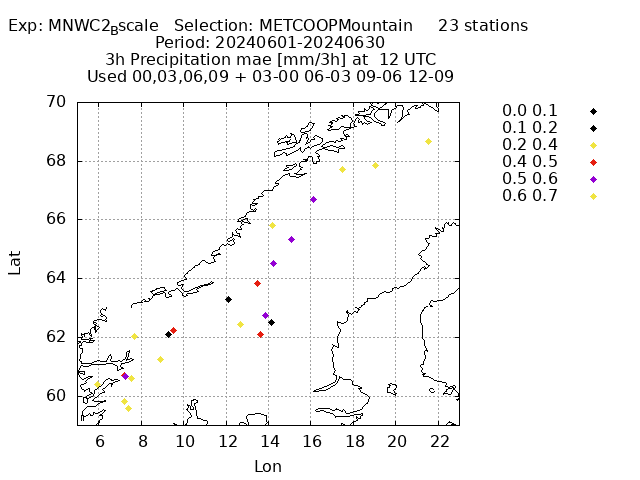 Exp: MNWC2_Bscale   Selection: METCOOPMountain     23 stations
Period: 20240601-20240630
3h Precipitation mae [mm/3h] at  12 UTC
Used 00,03,06,09 + 03-00 06-03 09-06 12-09
70
68
66
64
62
60
Lat
6 8 10 12 14 16 18 20 22
Lon
0.0 0.1
0.1 0.2
0.2 0.4
0.4 0.5
0.5 0.6
0.6 0.7